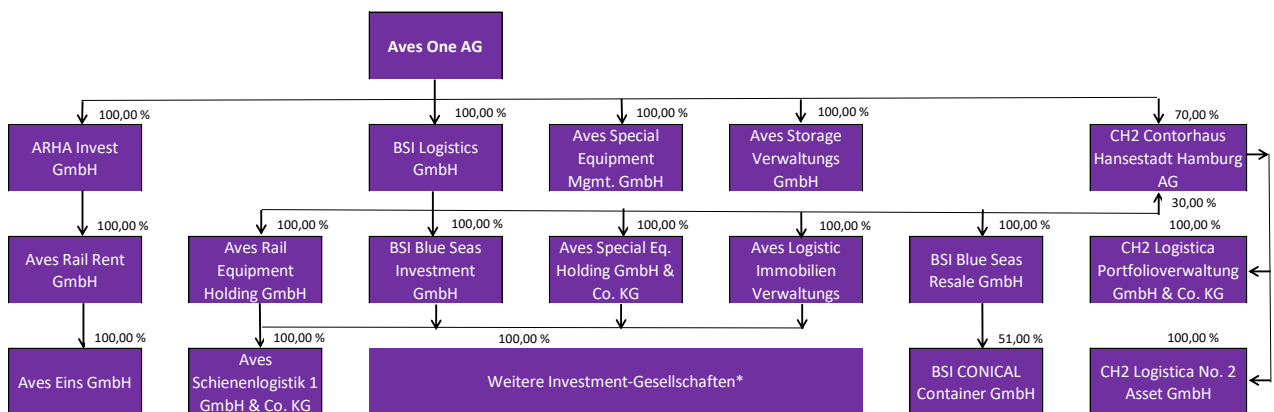 Aves One AG
100,00 %
100,00 %
100,00 %
100,00 %
70,00 %
ARHA Invest
GmbH
BSI Logistics
GmbH
Aves Special
Equipment
Mgmt. GmbH
Aves Storage
Verwaltungs
GmbH
CH2 Contorhaus
Hansestadt Hamburg
AG
30,00 %
100,00 %
100,00 %
100,00 %
100,00 %
100,00 %
100,00 %
100,00 %
Aves Rail Rent
GmbH
Aves Rail
Equipment
Holding GmbH
BSI Blue Seas
Investment
GmbH
Aves Special Eq.
Holding GmbH &
Co. KG
Aves Logistic
Immobilien
Verwaltungs
BSI Blue Seas
Resale GmbH
CH2 Logistica
Portfolioverwaltung
GmbH & Co. KG
100,00 %
100,00 %
100,00 %
51,00 %
100,00 %
Aves Eins GmbH
Aves
Schienenlogistik 1
GmbH & Co. KG
Weitere Investment-Gesellschaften*
BSI CONICAL
Container GmbH
CH2 Logistica No. 2
Asset GmbH